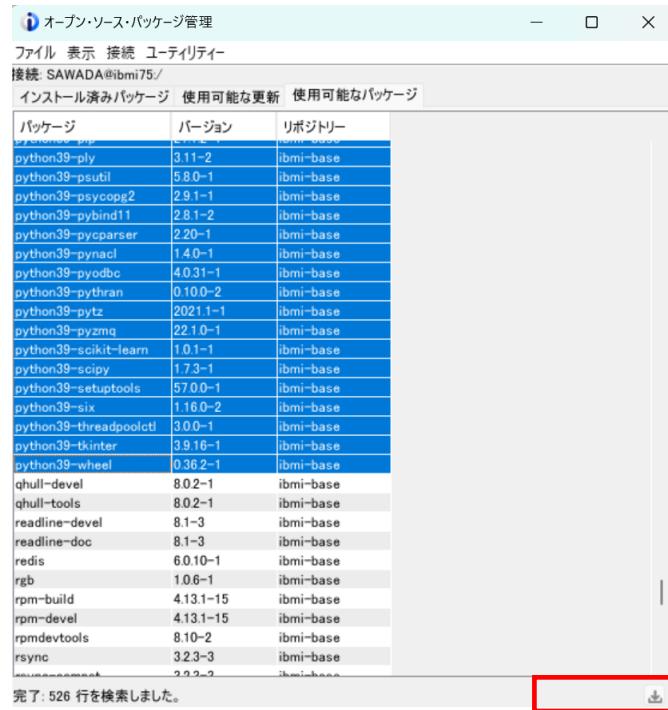 オープン・ソース・パッケージ管理
ファイル 表示 接続 ユーティリティー
接続: SAWADA@ibmi75:/
インストール済みパッケージ 使用可能な更新 使用可能なパッケージ
パッケージ バージョン リポジトリー
python39-ply 3.11-2 ibmi-base
python39-psutil 5.8.0-1 ibmi-base
python39-psycopg2 2.9.1-1 ibmi-base
python39-pybind11 2.8.1-2 ibmi-base
python39-pycparser 2.20-1 ibmi-base
python39-pynacl 1.4.0-1 ibmi-base
python39-pyodbc 4.0.31-1 ibmi-base
python39-pythran 0.10.0-2 ibmi-base
python39-pytz 2021.1-1 ibmi-base
python39-pyzmq 22.1.0-1 ibmi-base
python39-scikit-learn 1.0.1-1 ibmi-base
python39-scipy 1.7.3-1 ibmi-base
python39-setuptools 57.0.0-1 ibmi-base
python39-six 1.16.0-2 ibmi-base
python39-threadpoolctl 3.0.0-1 ibmi-base
python39-tkinter 3.9.16-1 ibmi-base
python39-wheel 0.36.2-1 ibmi-base
qhull-devel 8.0.2-1 ibmi-base
qhull-tools 8.0.2-1 ibmi-base
readline-devel 8.1-3 ibmi-base
readline-doc 8.1-3 ibmi-base
redis 6.0.10-1 ibmi-base
rgb 1.0.6-1 ibmi-base
rpm-build 4.13.1-15 ibmi-base
rpm-devel 4.13.1-15 ibmi-base
rpmdevtools 8.10-2 ibmi-base
rsync 3.2.3-3 ibmi-base
完了: 526 行を検索しました。